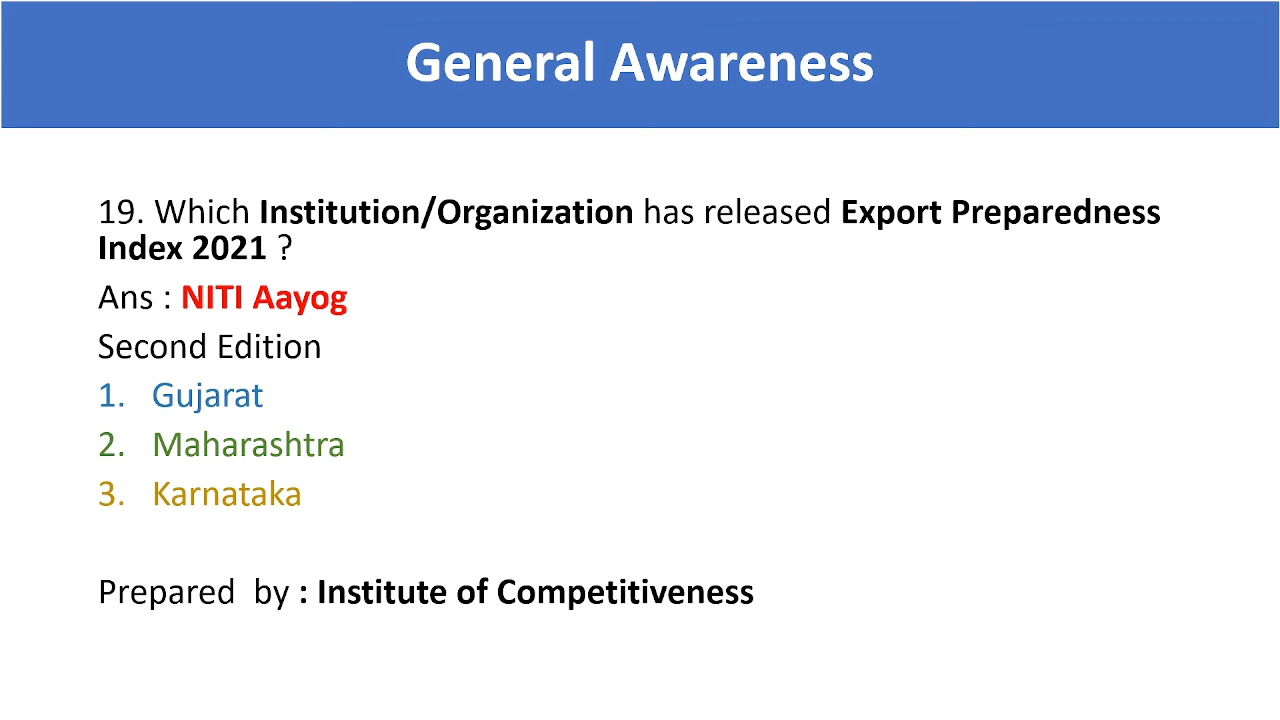 General Awareness
19. Which Institution/Organization has released Export Preparedness
Index 2021 ?
Ans : NITI Aayog
Second Edition
1. Gujarat
2. Maharashtra
3. Karnataka
Prepared by : Institute of Competitiveness